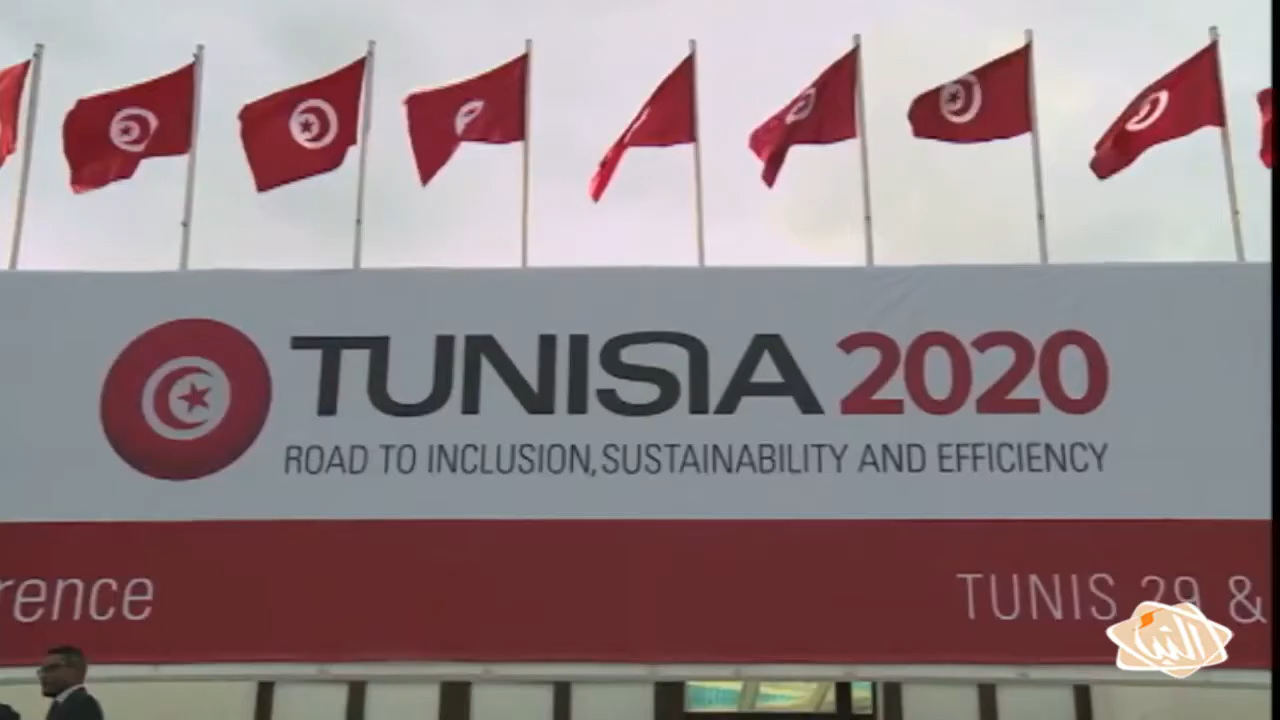 TUNISIA 2020
ROAD TO INCLUSION, SUSTAINABILITY AND EFFICIENCY
rence
TUNIS 29 &